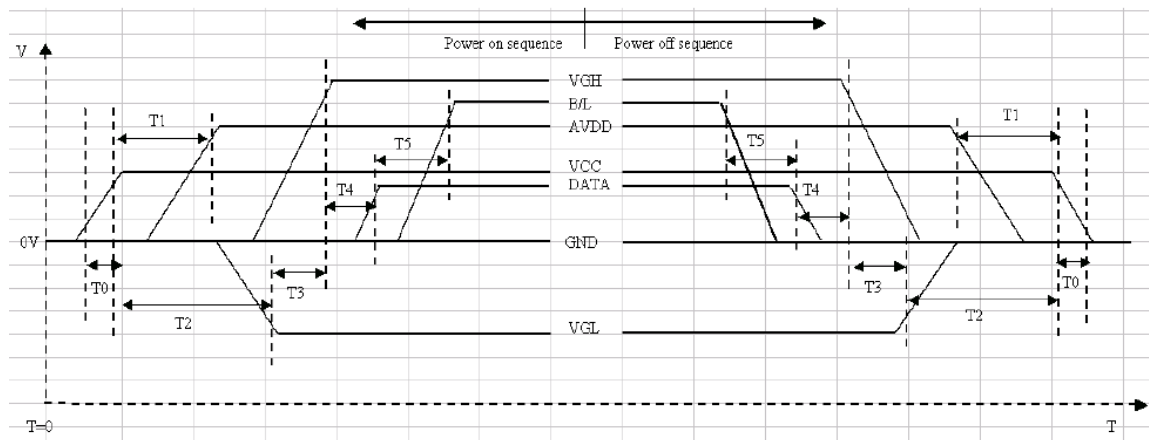 V
Power on sequence
Power off sequence
VGH
B/L
T1
AVDD
T1
T5
T5
VCC
T4
DATA
T4
0V
GND
T0
T3
T3
T0
T2
T2
VGL
T=0
T